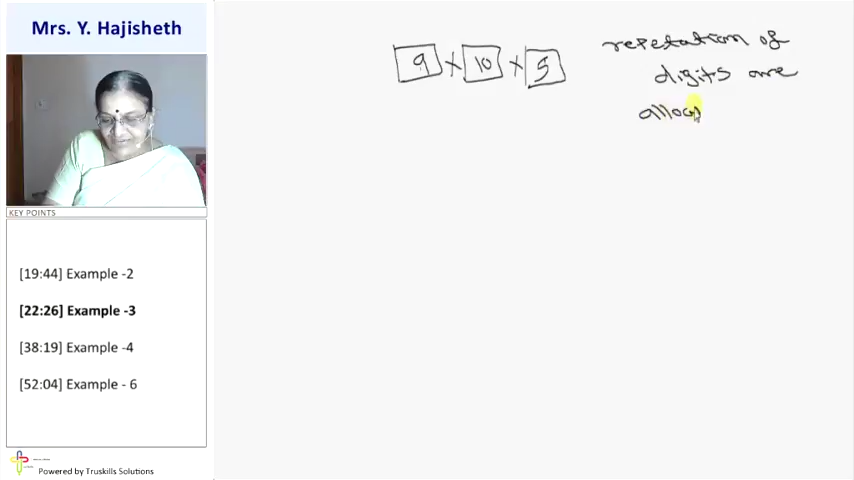 Mrs. Y. Hajisheth
9 × 10 × 5
repetation of
digits are
allow
KEY POINTS
[19:44] Example -2
[22:26] Example -3
[38:19] Example -4
[52:04] Example - 6
Powered by Truskills Solutions